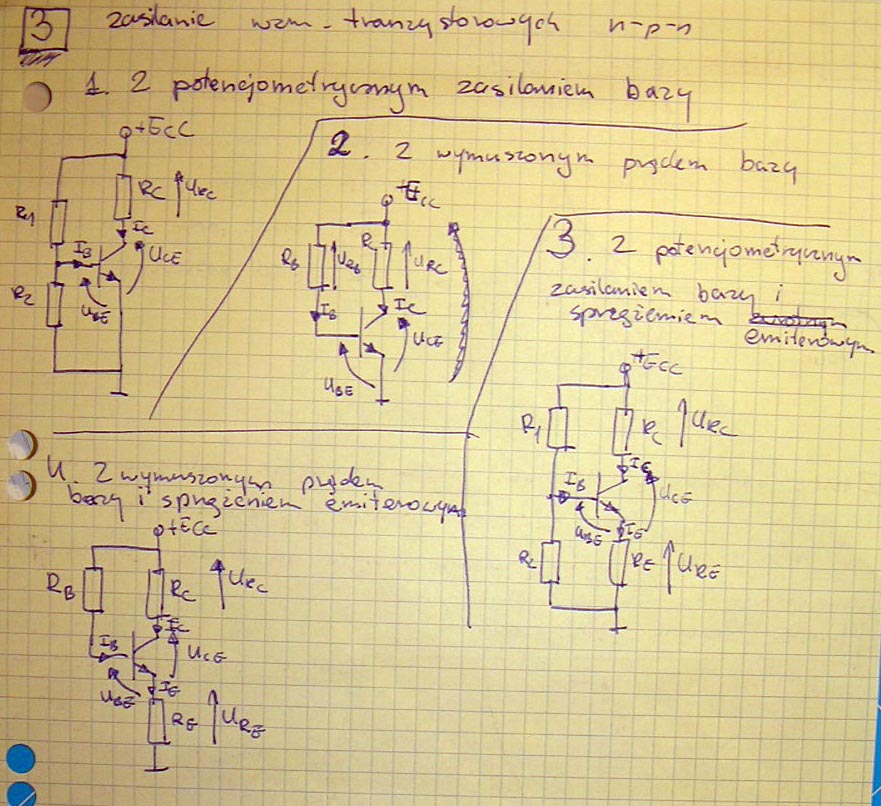 3 zasilanie wzm. tranzystorowych n-p-n
1. Z potencjometrycznym zasilaniem bazy
+ECC
R1
RC
URC
IC
IB
UCE
R2
UBE
2. Z wymuszonym prądem bazy
+ECC
RB
URB
RC
URC
IB
IC
UCE
UBE
3. Z potencjometrycznym
zasilaniem bazy i
sprzężeniem
emiterowym
+ECC
R1
RC
URC
IC
IB
UCE
UBE
IE
R2
RE
URE
4. Z wymuszonym prądem
bazy i sprzężeniem emiterowym
+ECC
RB
RC
URC
IC
IB
UCE
UBE
IE
RE
URE